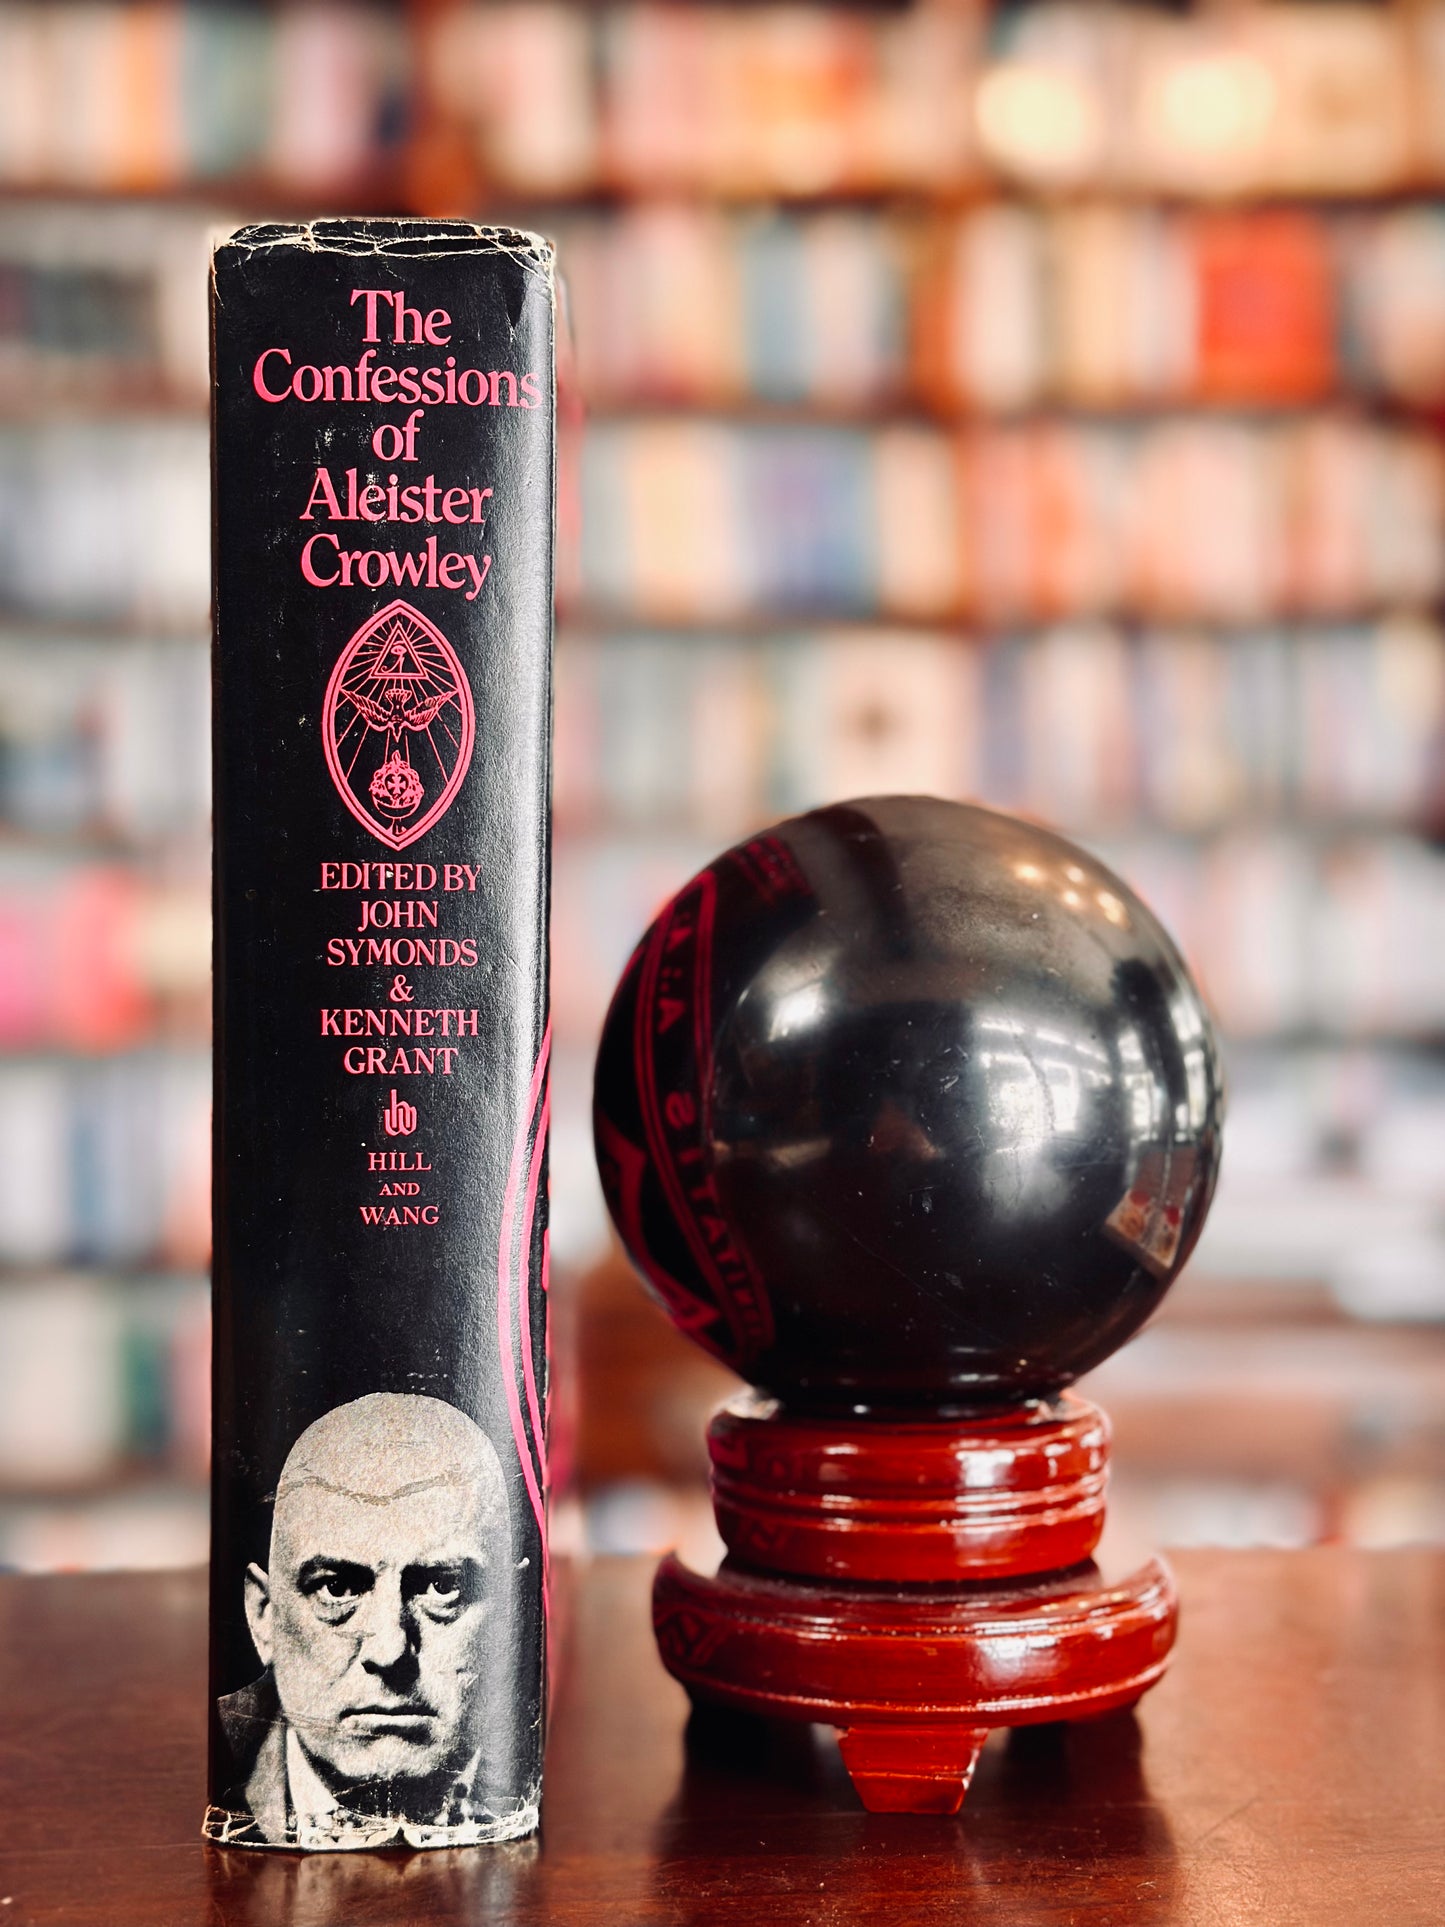 The
Confessions
of
Aleister
Crowley
EDITED BY
JOHN
SYMONDS
&
KENNETH
GRANT
HILL
AND
WANG